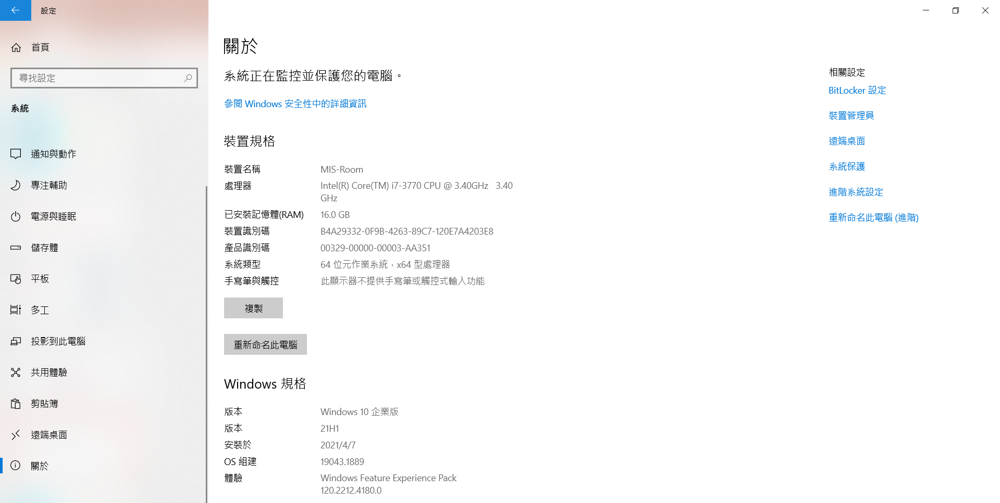 設定
首頁
尋找設定
系統
通知與動作
專注輔助
電源與睡眠
儲存體
平板
多工
投影到此電腦
共用體驗
剪貼簿
遠端桌面
關於
關於
系統正在監控並保護您的電腦。
參閱 Windows 安全性中的詳細資訊
裝置規格
裝置名稱 MIS-Room
處理器 Intel(R) Core(TM) i7-3770 CPU @ 3.40GHz 3.40
GHz
已安裝記憶體(RAM) 16.0 GB
裝置識別碼 B4A29332-0F9B-4263-89C7-120E7A4203E8
產品識別碼 00329-00000-00003-AA351
系統類型 64 位元作業系統，x64 型處理器
手寫筆與觸控 此顯示器不提供手寫筆或觸控式輸入功能
複製
重新命名此電腦
Windows 規格
版本 Windows 10 企業版
版本 21H1
安裝於 2021/4/7
OS 組建 19043.1889
體驗 Windows Feature Experience Pack
120.2212.4180.0
相關設定
BitLocker 設定
裝置管理員
遠端桌面
系統保護
進階系統設定
重新命名此電腦 (進階)